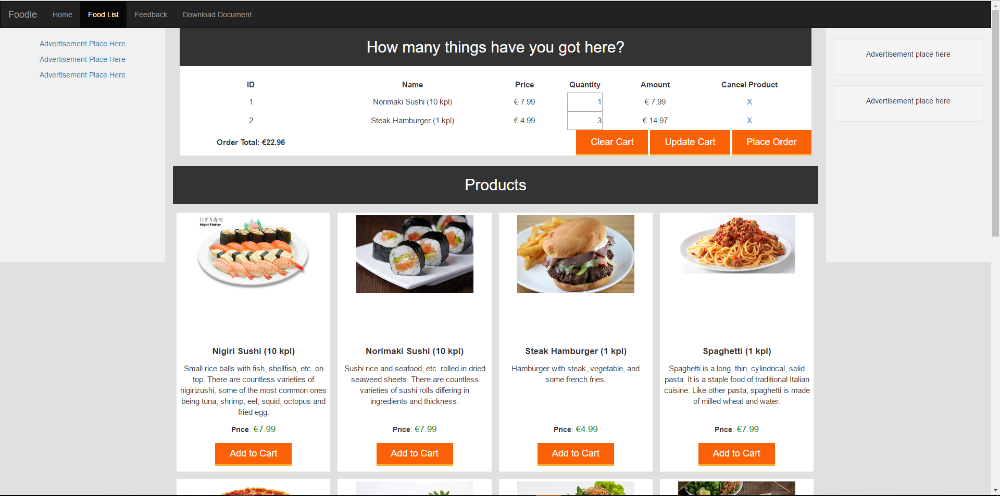 Foodie Home Food List Feedback Download Document
Advertisement Place Here
Advertisement Place Here
Advertisement Place Here
How many things have you got here?
ID Name Price Quantity Amount Cancel Product
1 Norimaki Sushi (10 kpl) € 7.99 1 € 7.99 X
2 Steak Hamburger (1 kpl) € 4.99 3 € 14.97 X
Order Total: €22.96 Clear Cart Update Cart Place Order
Advertisement place here
Advertisement place here
Products
にぎり寿司
Nigiri Platter
Nigiri Sushi (10 kpl)
Small rice balls with fish, shellfish, etc. on
top. There are countless varieties of
nigirizushi, some of the most common ones
being tuna, shrimp, eel, squid, octopus and
fried egg.
Price: €7.99
Add to Cart
Norimaki Sushi (10 kpl)
Sushi rice and seafood, etc. rolled in dried
seaweed sheets. There are countless
varieties of sushi rolls differing in
ingredients and thickness.
Price: €7.99
Add to Cart
Steak Hamburger (1 kpl)
Hamburger with steak, vegetable, and
some french fries.
Price: €4.99
Add to Cart
Spaghetti (1 kpl)
Spaghetti is a long, thin, cylindrical, solid
pasta. It is a staple food of traditional Italian
cuisine. Like other pasta, spaghetti is made
of milled wheat and water.
Price: €7.99
Add to Cart